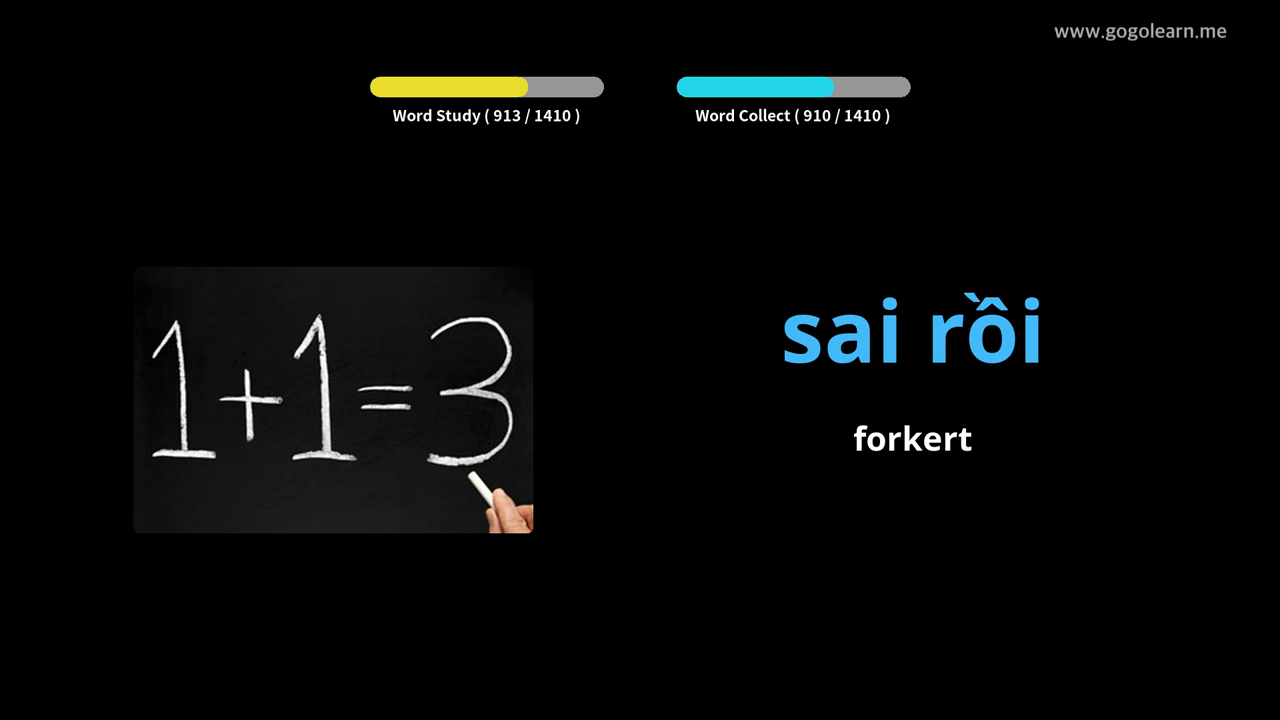 www.gogolearn.me
Word Study ( 913 / 1410 )
Word Collect ( 910 / 1410 )
1+1=3
sai rồi
forkert